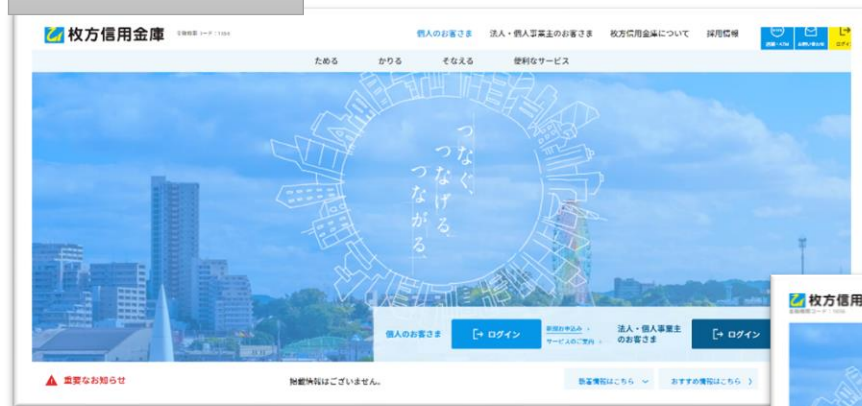 枚方信用金庫
個人のお客さま 法人・個人事業主のお客さま 枚方信用金庫について 採用情報
ためる かりる そなえる 便利なサービス
つなぐ、
つなげる、
つながる、
個人のお客さま ログイン 新規お申込み サービスのご案内 法人・個人事業主のお客さま ログイン
重要なお知らせ 掲載情報はございません。 新着情報はこちら おすすめ情報はこちら
枚方信用